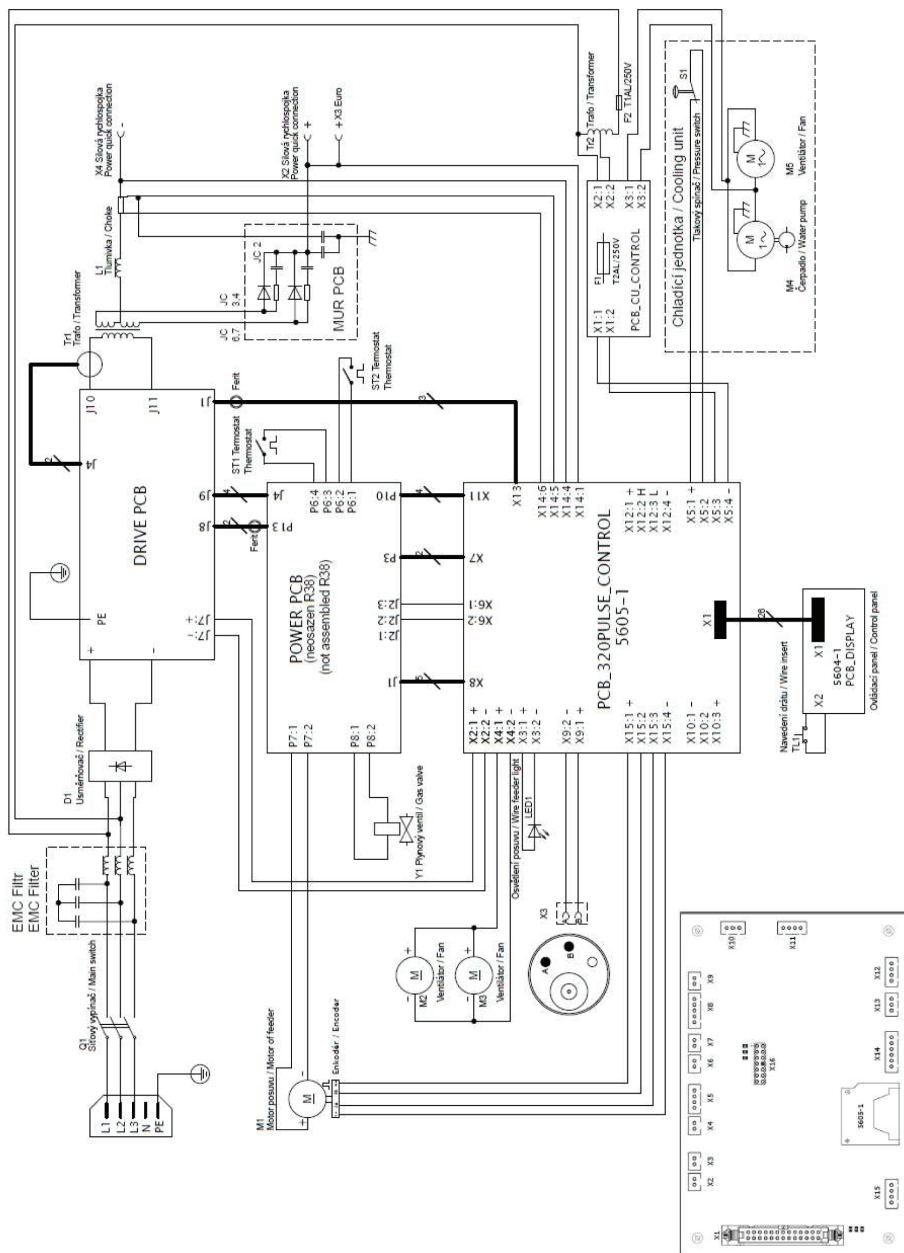 L1
L2
L3
N
PE
Q1
Síťový vypínač / Main switch
EMC Filtr
EMC Filter
D1
Usměrňovač / Rectifier
+
-
PE
DRIVE PCB
J4
J10
J11
J7:-
J7:+
J8
J9
J1
2
Ferit
2
4
Ferit
3
Tr1
Trafo / Transformer
L1
Tlumivka / Choke
X4 Silová rychlospojka
Power quick connection
-
X2 Silová rychlospojka
Power quick connection
+
+ X3 Euro
JC
3,4
JC
6,7
JC 2
MUR PCB
ST1 Termostat
Thermostat
ST2 Termostat
Thermostat
POWER PCB
(neosazen R38)
(not assembled R38)
P13
J4
P6:4
P6:3
P6:2
P6:1
P7:1
P7:2
P8:1
P8:2
J1
J2:1
J2:2
J2:3
P3
P10
2
4
M1
Motor posuvu / Motor of feeder
+
M
-
Enkodér / Encoder
Y1 Plynový ventil / Gas valve
-
M
+
M2
Ventilátor / Fan
-
M
+
M3
Ventilátor / Fan
Osvětlení posuvu / Wire feeder light
LED1
X3
A
B
A
B
PCB_320PULSE_CONTROL
5605-1
X8
X6:2
X6:1
X7
X11
X13
X2:1 +
X2:2 -
X4:1 +
X4:2 -
X3:1 +
X3:2 -
X9:2 -
X9:1 +
X15:1 +
X15:2
X15:3
X15:4 -
X10:1 -
X10:2
X10:3 +
X14:6
X14:5
X14:4
X14:1
X12:1 +
X12:2 H
X12:3 L
X12:4 -
X5:1 +
X5:2
X5:3
X5:4 -
X1
26
Navedení drátu / Wire insert
TL1
X2
X1
5604-1
PCB_DISPLAY
Ovládací panel / Control panel
Tr2 Trafo / Transformer
F2 T1AL/250V
X1:1
X1:2
F1
T2AL/250V
X2:1
X2:2
X3:1
X3:2
PCB_CU_CONTROL
Chladící jednotka / Cooling unit
S1
Tlakový spínač / Pressure switch
M
1~
M4
Čerpadlo / Water pump
M
1~
M5
Ventilátor / Fan
X1
X2
X3
X4
X5
X6
X7
X8
X9
X10
X11
X12
X13
X14
X15
X16
5605-1